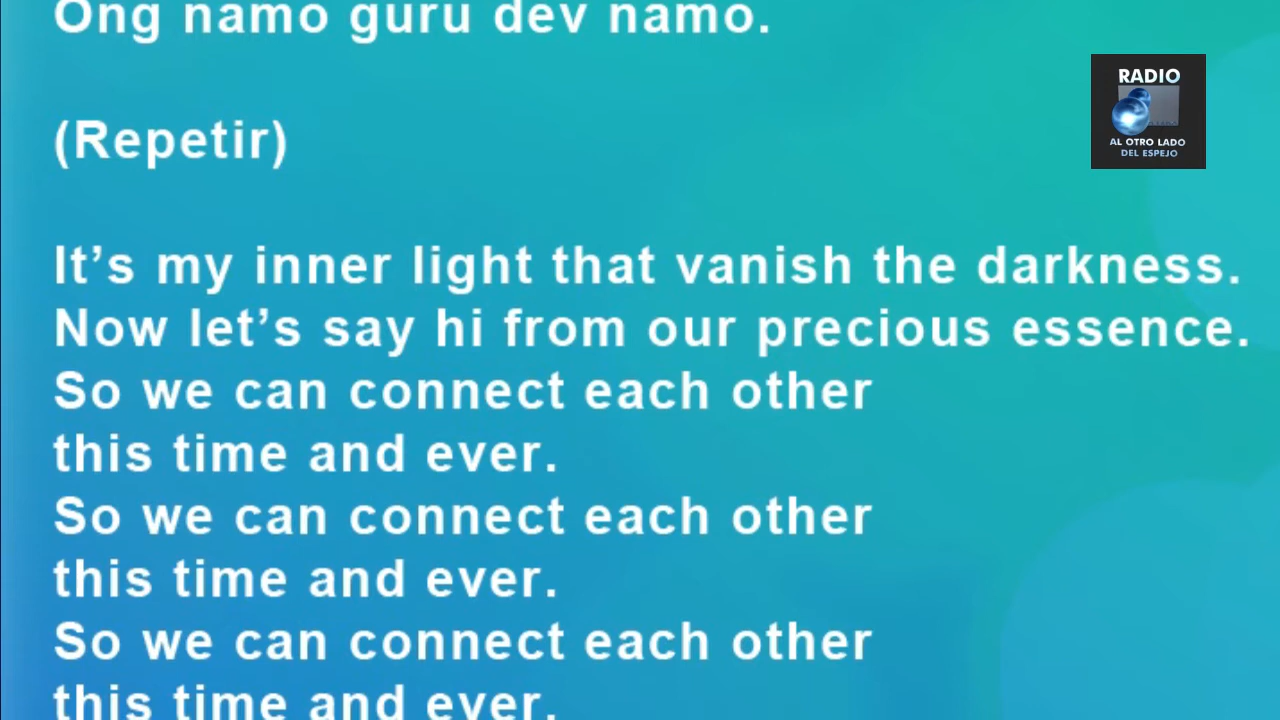 Ong namo guru dev namo.
RADIO
AL OTRO LADO
DEL ESPEJO
(Repetir)
It’s my inner light that vanish the darkness.
Now let’s say hi from our precious essence.
So we can connect each other
this time and ever.
So we can connect each other
this time and ever.
So we can connect each other
this time and ever.